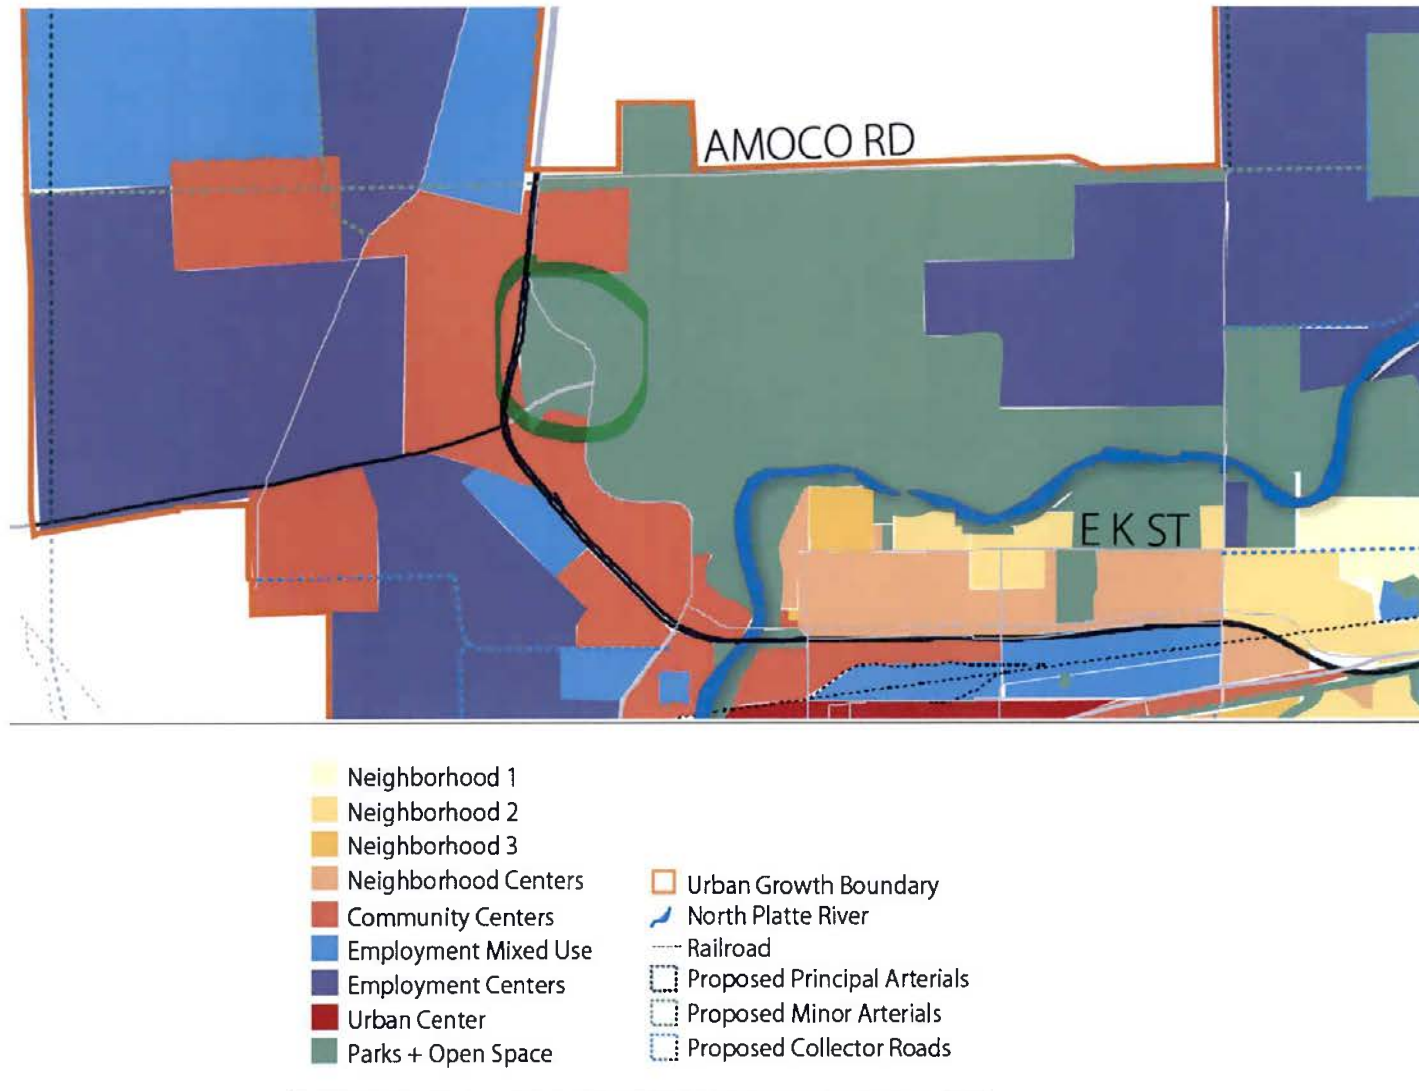 AMOCO RD
E K ST
Neighborhood 1
Neighborhood 2
Neighborhood 3
Neighborhood Centers
Community Centers
Employment Mixed Use
Employment Centers
Urban Center
Parks + Open Space
Urban Growth Boundary
North Platte River
Railroad
Proposed Principal Arterials
Proposed Minor Arterials
Proposed Collector Roads